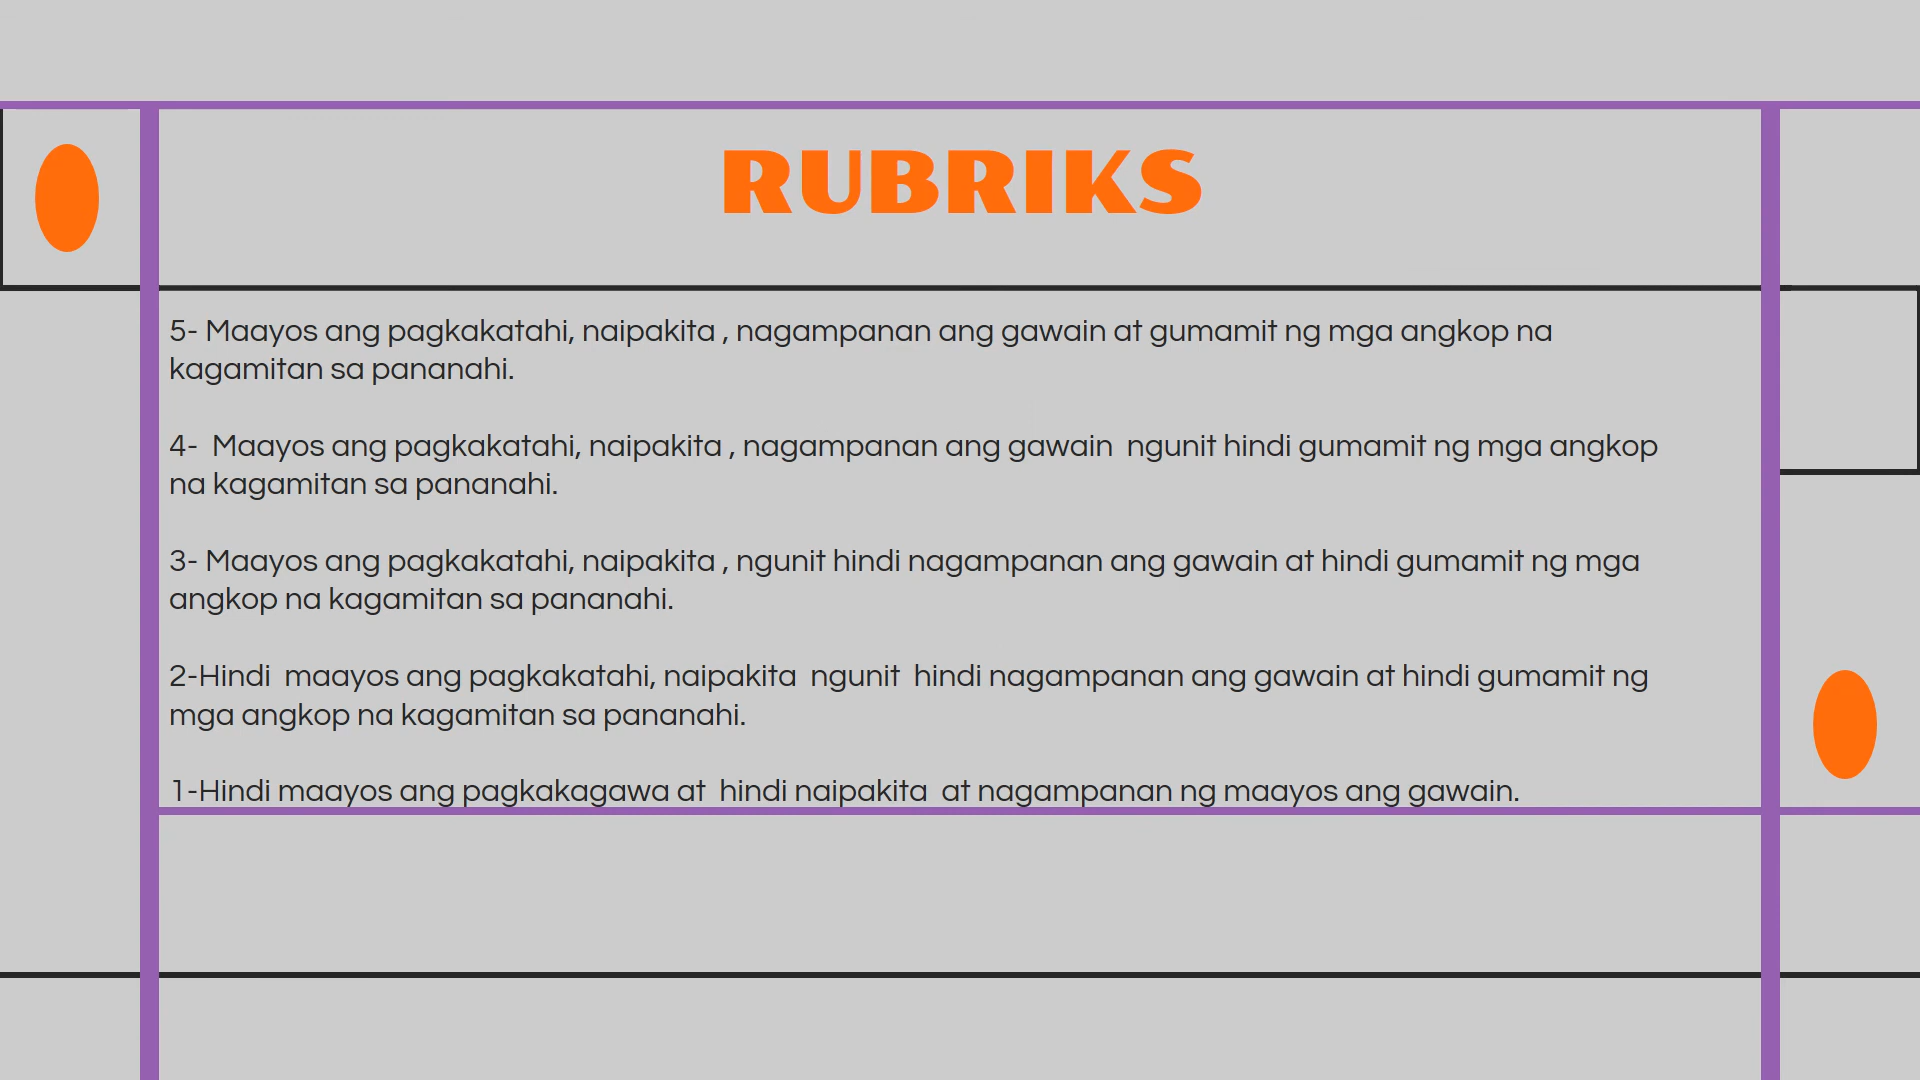 RUBRIKS
5- Maayos ang pagkakatahi, naipakita , nagampanan ang gawain at gumamit ng mga angkop na
kagamitan sa pananahi.
4-  Maayos ang pagkakatahi, naipakita , nagampanan ang gawain  ngunit hindi gumamit ng mga angkop
na kagamitan sa pananahi.
3- Maayos ang pagkakatahi, naipakita , ngunit hindi nagampanan ang gawain at hindi gumamit ng mga
angkop na kagamitan sa pananahi.
2-Hindi  maayos ang pagkakatahi, naipakita  ngunit  hindi nagampanan ang gawain at hindi gumamit ng
mga angkop na kagamitan sa pananahi.
1-Hindi maayos ang pagkakagawa at  hindi naipakita  at nagampanan ng maayos ang gawain.